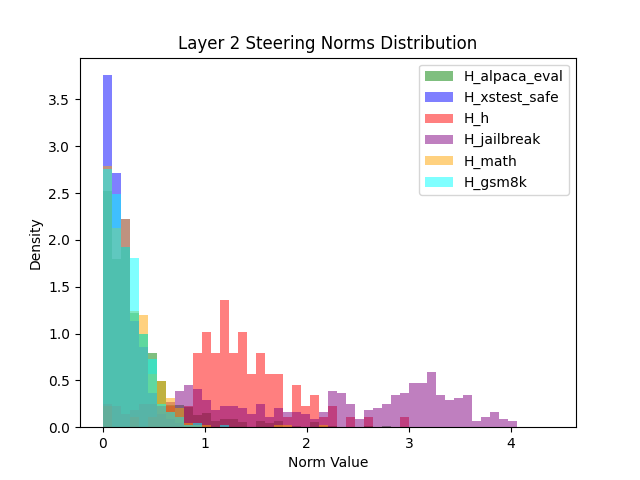 Layer 2 Steering Norms Distribution
H_alpaca_eval
H_xstest_safe
H_h
H_jailbreak
H_math
H_gsm8k
Density
3.5
3.0
2.5
2.0
1.5
1.0
0.5
0.0
0
1
2
3
4
Norm Value